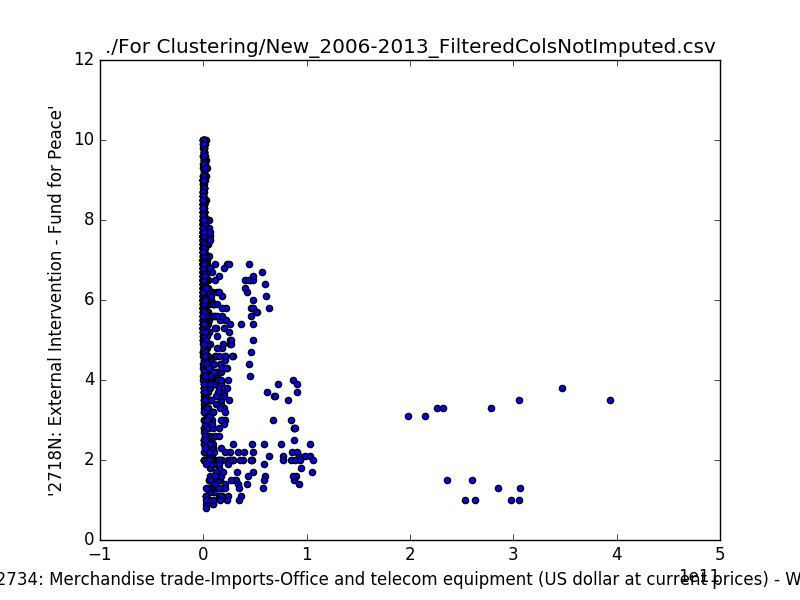 ./For Clustering/New_2006-2013_FilteredColsNotImputed.csv
12
10
8
6
4
2
0
'2718N: External Intervention - Fund for Peace'
−1 0 1 2 3 4 5
1e11
2734: Merchandise trade-Imports-Office and telecom equipment (US dollar at current prices) - W